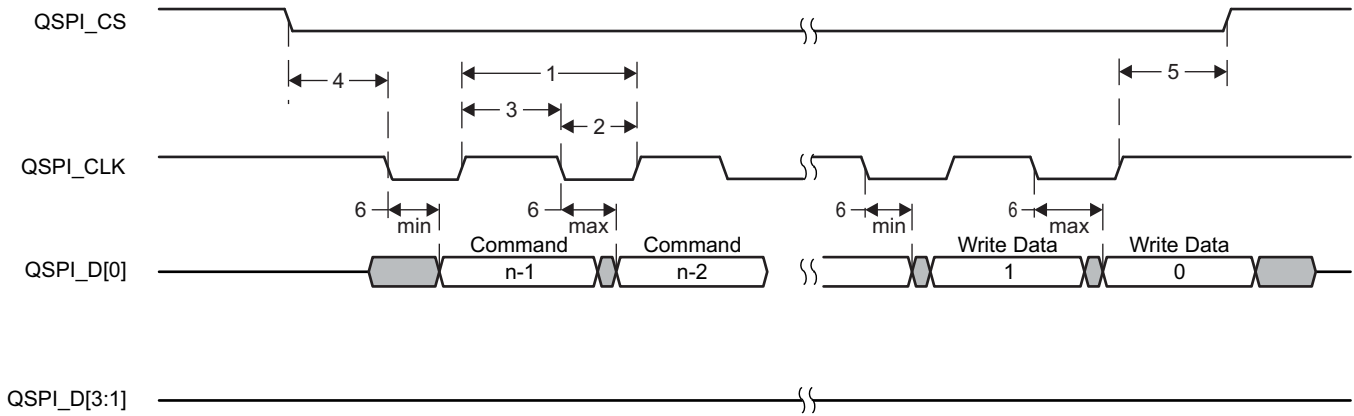 QSPI_CS
4
1
5
3
2
QSPI_CLK
6
min
6
max
6
min
6
max
Command
Command
Write Data
Write Data
QSPI_D[0]
n-1
n-2
1
0
QSPI_D[3:1]